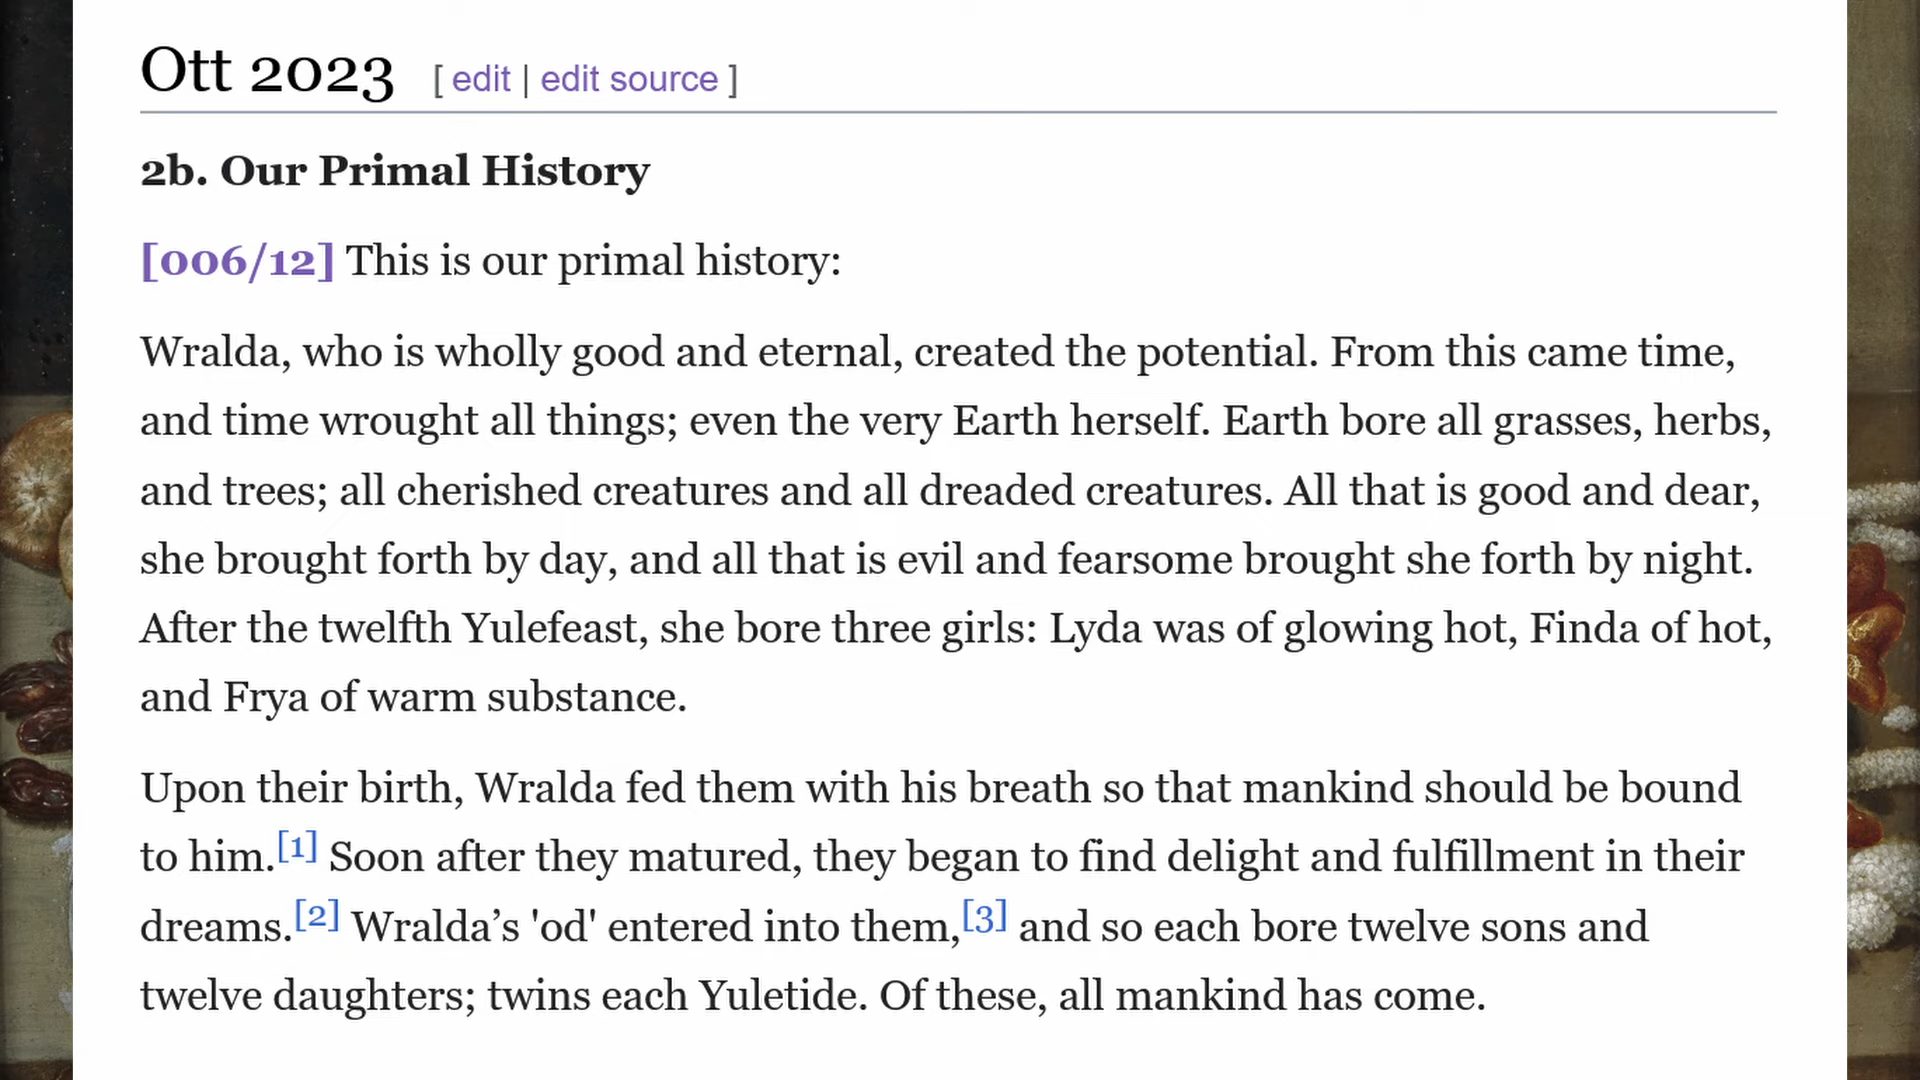 Ott 2023 [ edit | edit source ]
2b. Our Primal History
[006/12] This is our primal history:
Wralda, who is wholly good and eternal, created the potential. From this came time,
and time wrought all things; even the very Earth herself. Earth bore all grasses, herbs,
and trees; all cherished creatures and all dreaded creatures. All that is good and dear,
she brought forth by day, and all that is evil and fearsome brought she forth by night.
After the twelfth Yulefeast, she bore three girls: Lyda was of glowing hot, Finda of hot,
and Frya of warm substance.
Upon their birth, Wralda fed them with his breath so that mankind should be bound
to him.[1] Soon after they matured, they began to find delight and fulfillment in their
dreams.[2] Wralda’s 'od' entered into them,[3] and so each bore twelve sons and
twelve daughters; twins each Yuletide. Of these, all mankind has come.